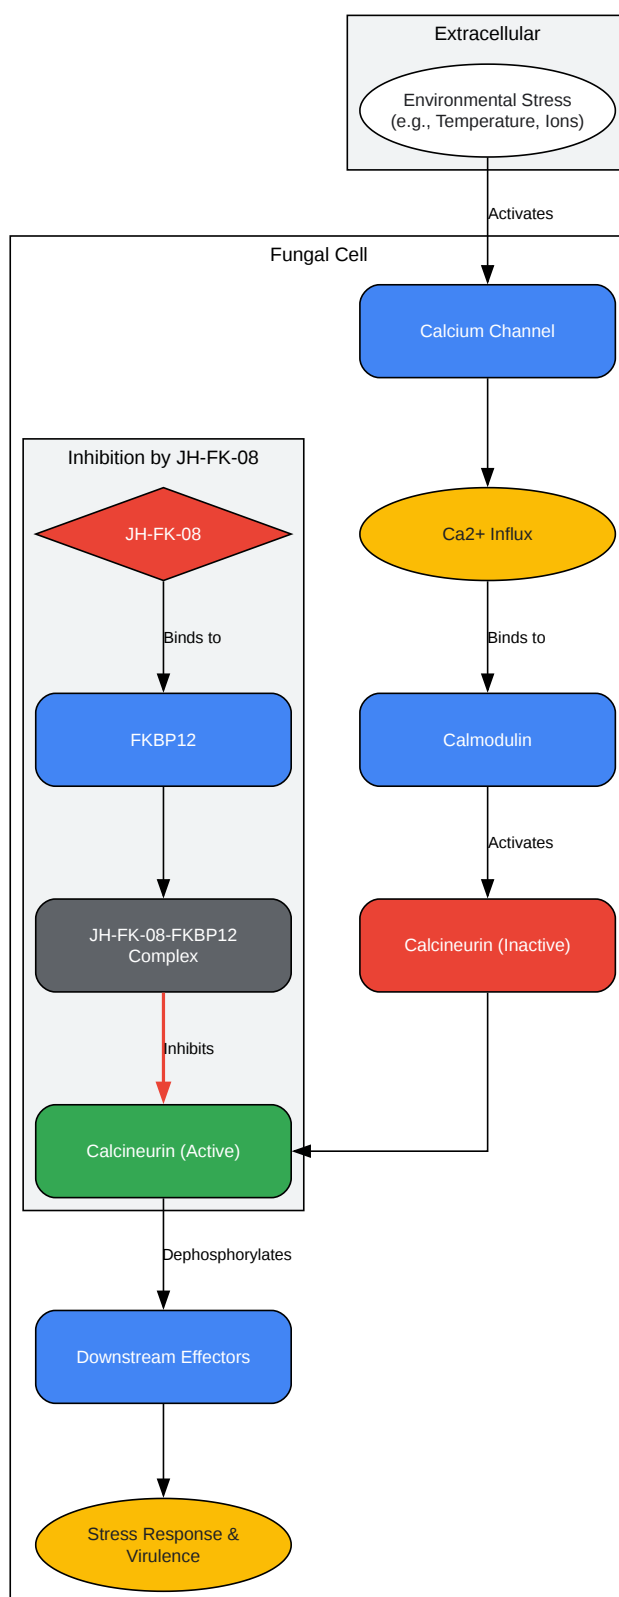 Extracellular
Environmental Stress
(e.g., Temperature, Ions)
Activates
Fungal Cell
Calcium Channel
Inhibition by JH-FK-08
JH-FK-08
Ca2+ Influx
Binds to
Binds to
FKBP12
Calmodulin
Activates
JH-FK-08-FKBP12
Complex
Calcineurin (Inactive)
Inhibits
Calcineurin (Active)
Dephosphorylates
Downstream Effectors
Stress Response &
Virulence